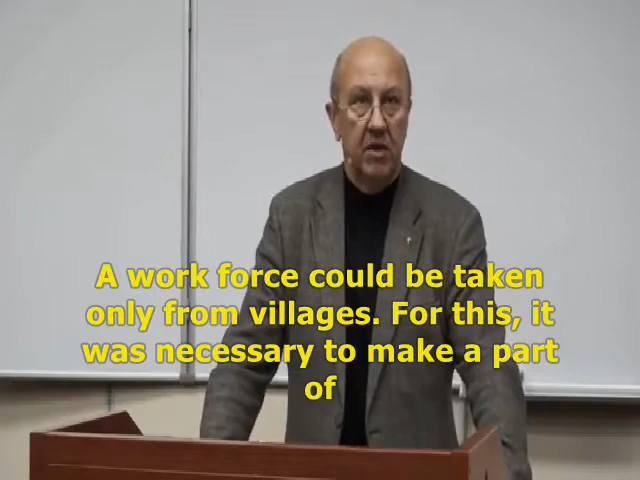 A work force could be taken
only from villages. For this, it
was necessary to make a part
of